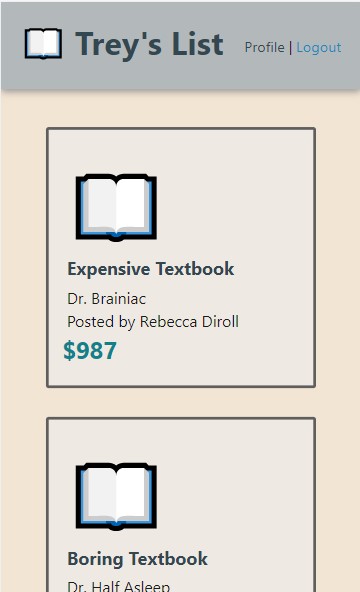 Trey's List
Profile | Logout
Expensive Textbook
Dr. Brainiac
Posted by Rebecca Diroll
$987
Boring Textbook
Dr. Half Asleep